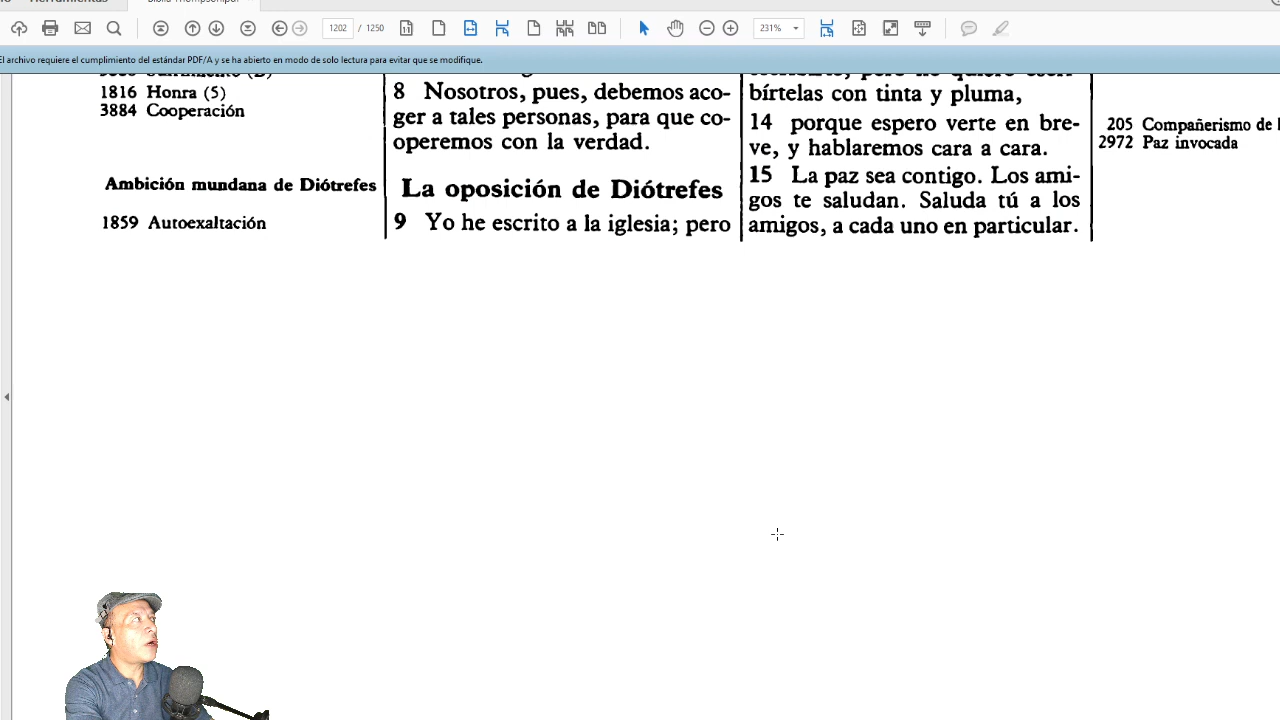 Herramientas
1202 / 1250
231%
El archivo requiere el cumplimiento del estándar PDF/A y se ha abierto en modo de solo lectura para evitar que se modifique.
1816 Honra (5)
3884 Cooperación
Ambición mundana de Diótrefes
1859 Autoexaltación
8 Nosotros, pues, debemos aco-
ger a tales personas, para que co-
operemos con la verdad.
La oposición de Diótrefes
9 Yo he escrito a la iglesia; pero
bírtelas con tinta y pluma,
14 porque espero verte en bre-
ve, y hablaremos cara a cara.
15 La paz sea contigo. Los ami-
gos te saludan. Saluda tú a los
amigos, a cada uno en particular.
205 Compañerismo de
2972 Paz invocada